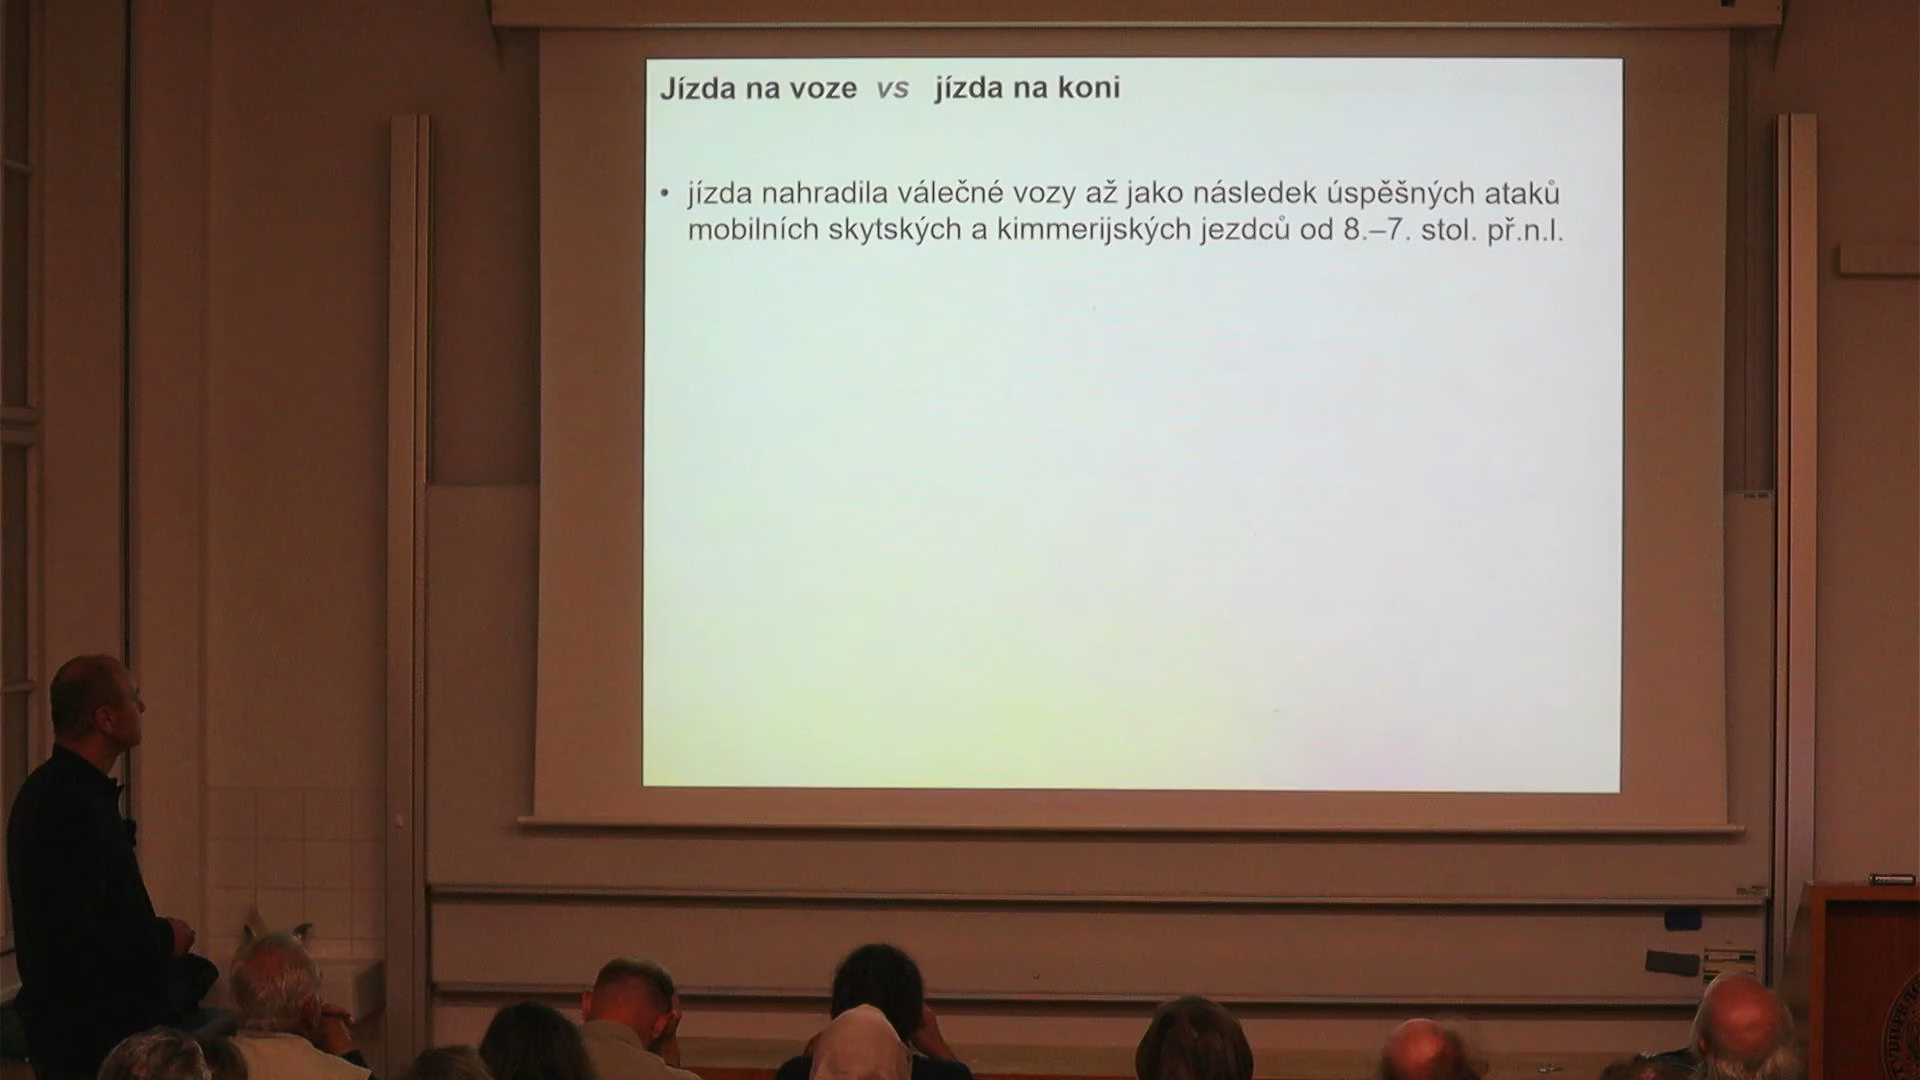 Jízda na voze vs jízda na koni
• jízda nahradila válečné vozy až jako následek úspěšných ataků
mobilních skytských a kimmerijských jezdců od 8.–7. stol. př.n.l.